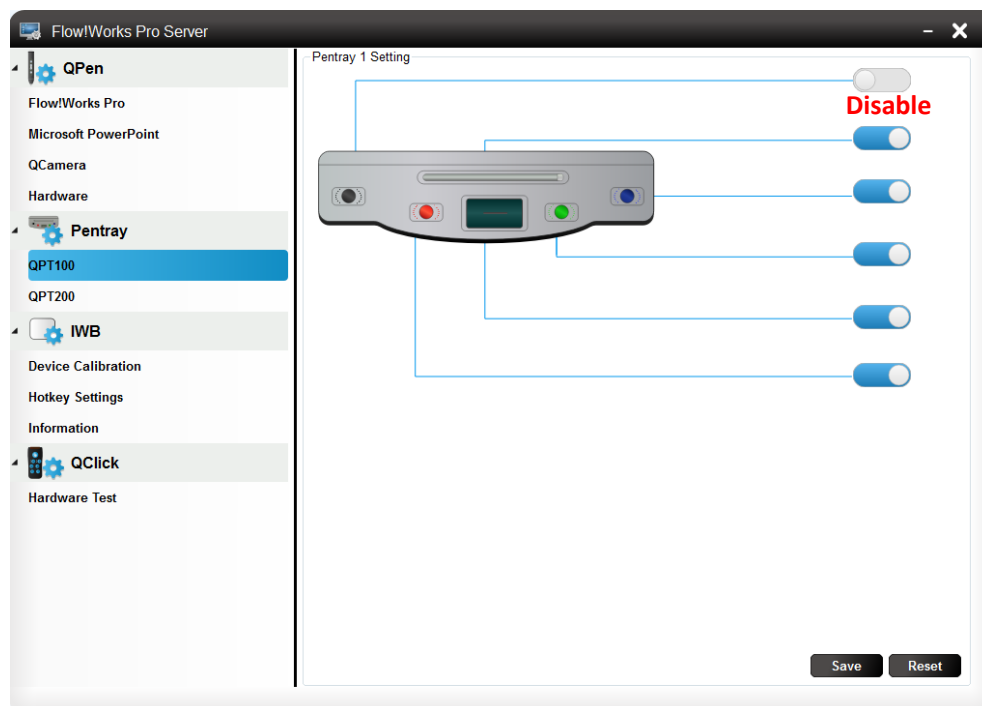 Flow!Works Pro Server
QPen
Flow!Works Pro
Microsoft PowerPoint
QCamera
Hardware
Pentray
QPT100
QPT200
IWB
Device Calibration
Hotkey Settings
Information
QClick
Hardware Test
Pentray 1 Setting
Disable
Save
Reset